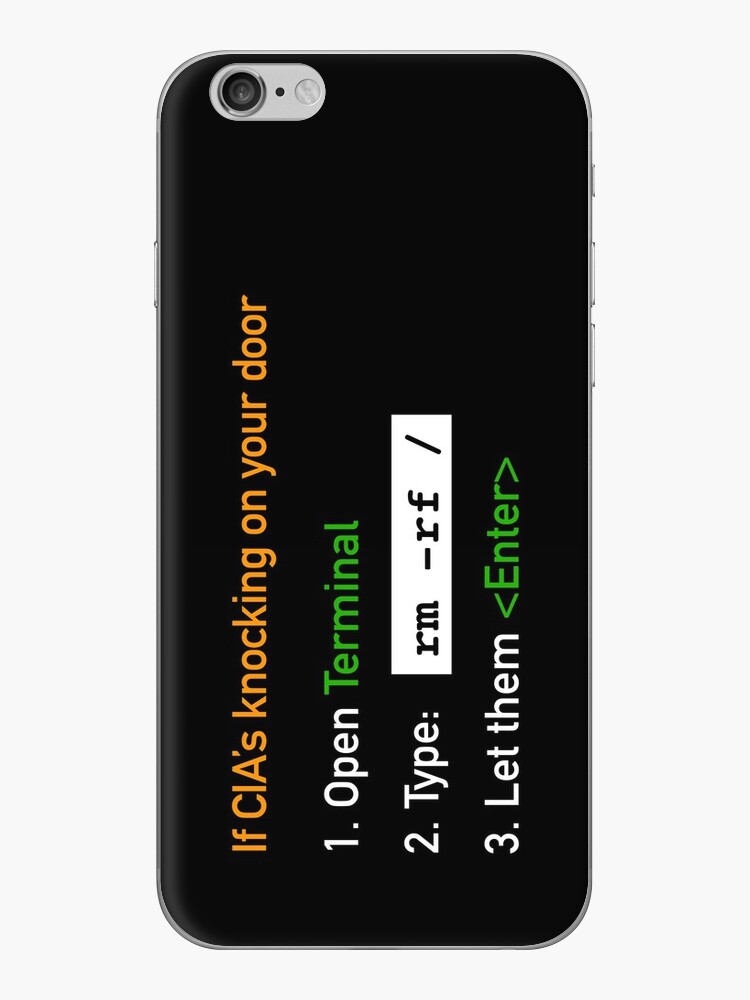 If CIA's knocking on your door
1. Open Terminal
2. Type: rm -rf /
3. Let them <Enter>